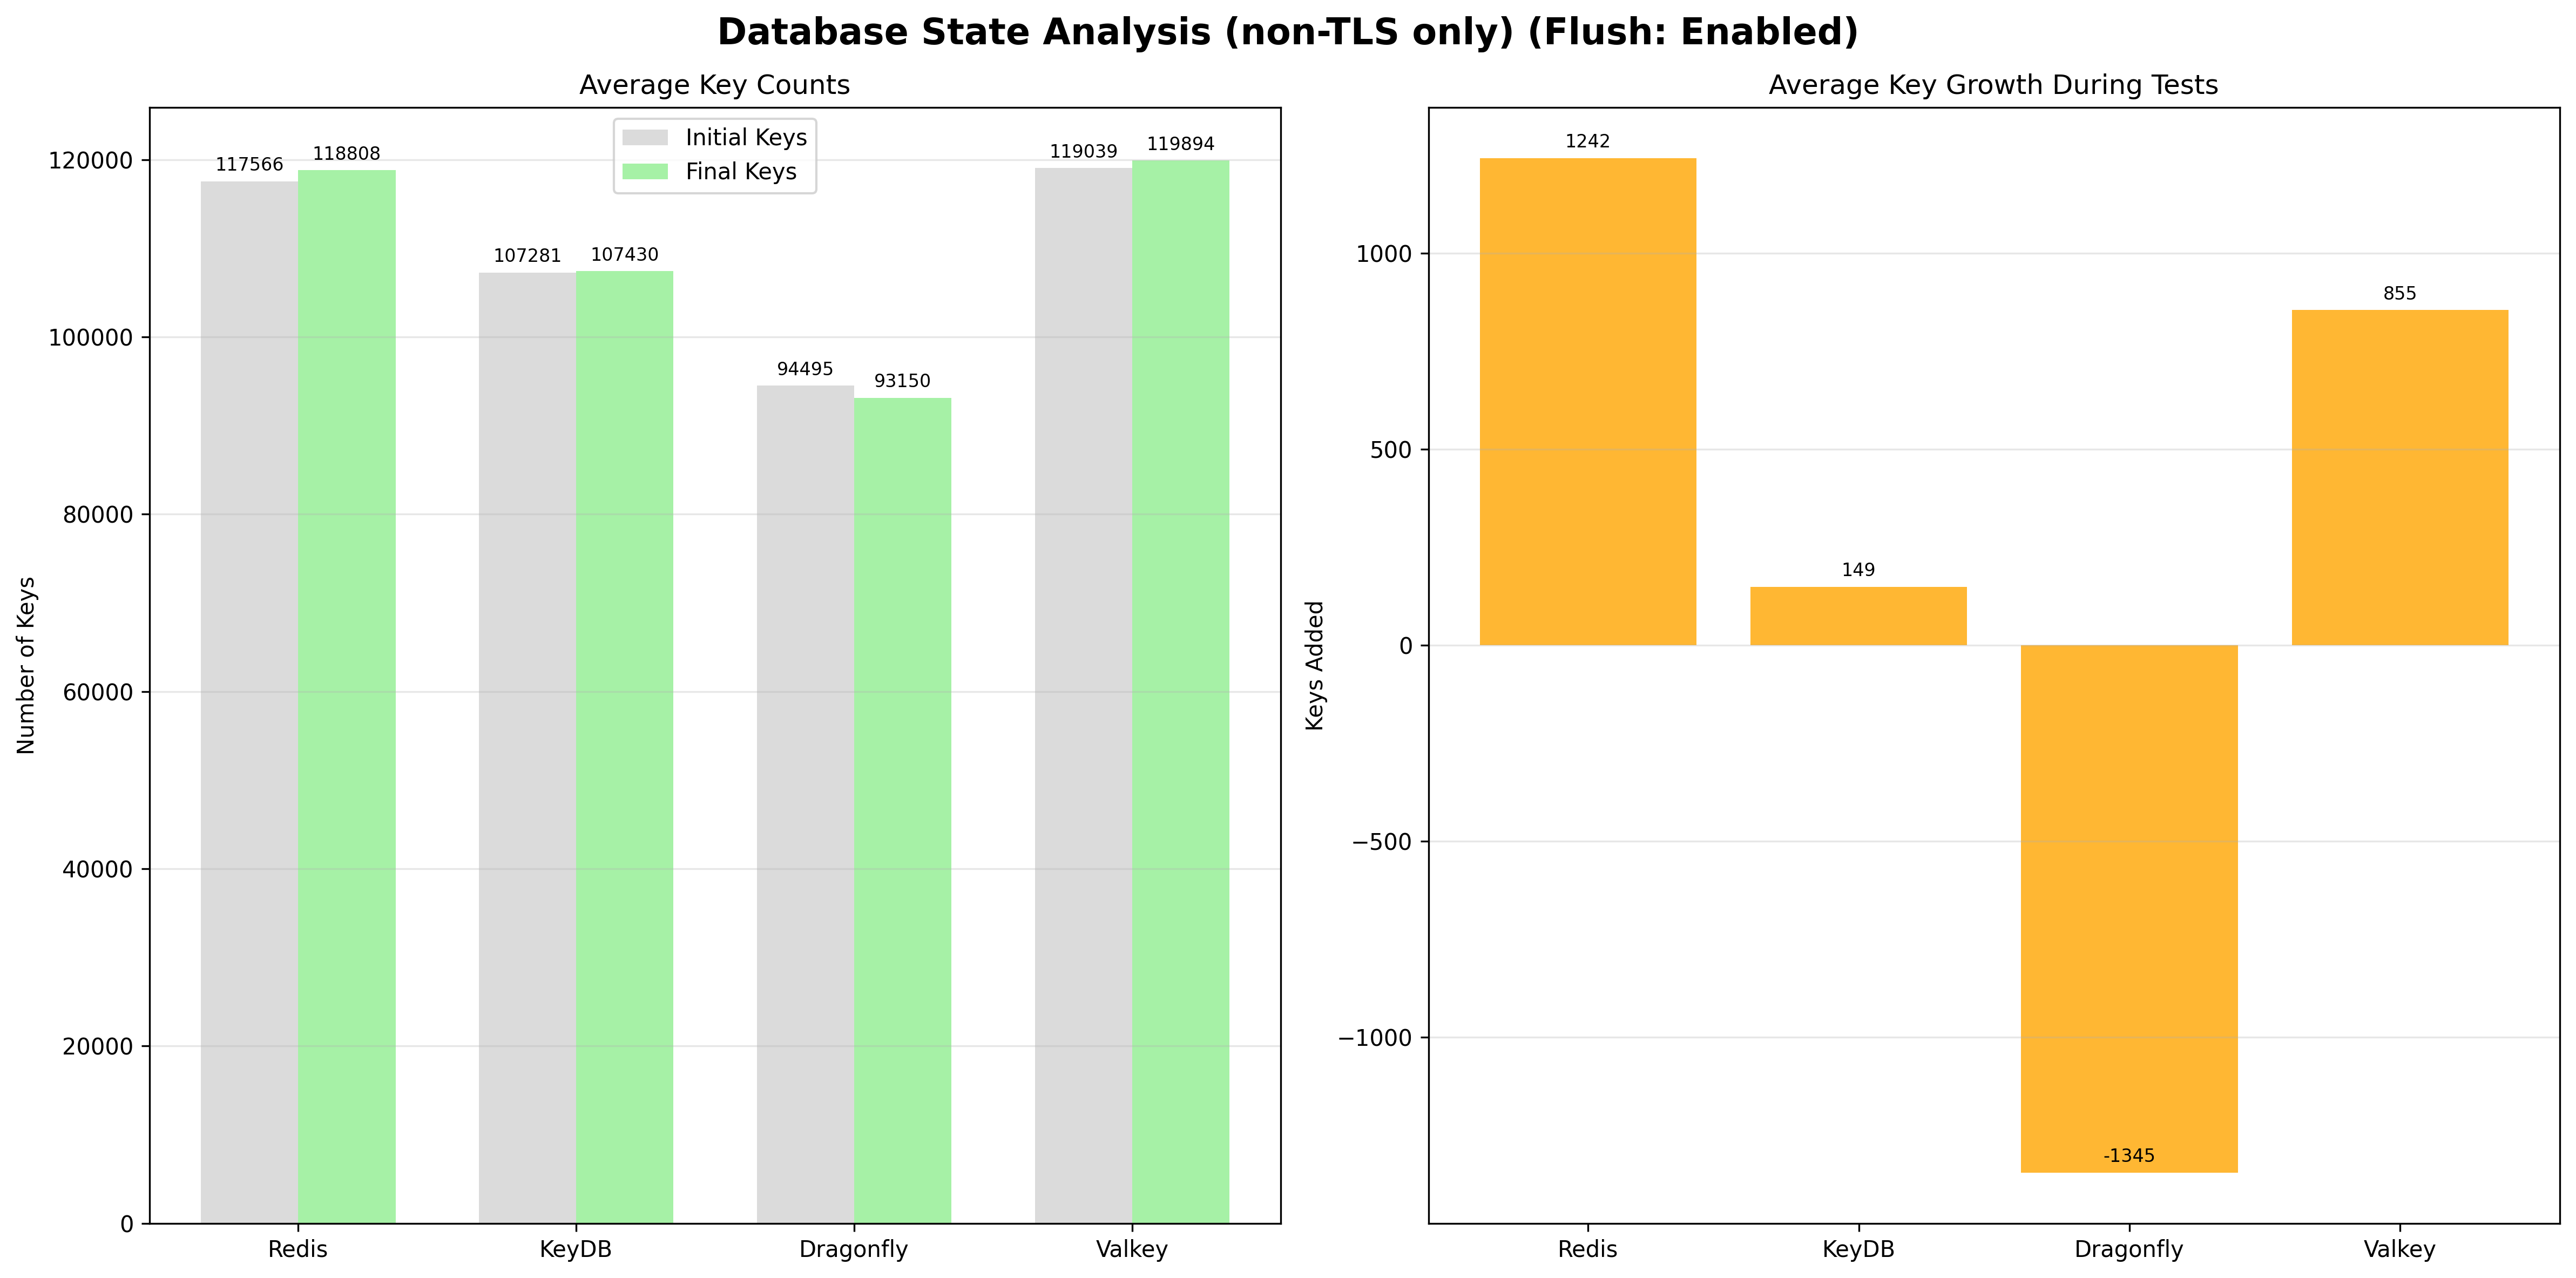 Database State Analysis (non-TLS only) (Flush: Enabled)
Average Key Counts
Number of Keys
120000
100000
80000
60000
40000
20000
0
Initial Keys
Final Keys
117566
118808
107281
107430
94495
93150
119039
119894
Redis
KeyDB
Dragonfly
Valkey
Average Key Growth During Tests
Keys Added
1000
500
0
−500
−1000
1242
149
-1345
855
Redis
KeyDB
Dragonfly
Valkey